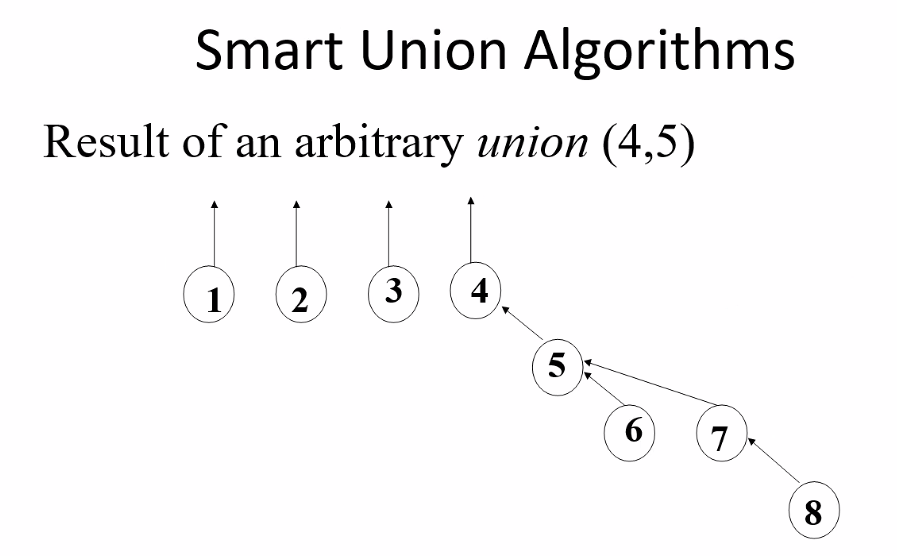 Smart Union Algorithms
Result of an arbitrary union (4,5)
1 2 3 4
5
6 7
8